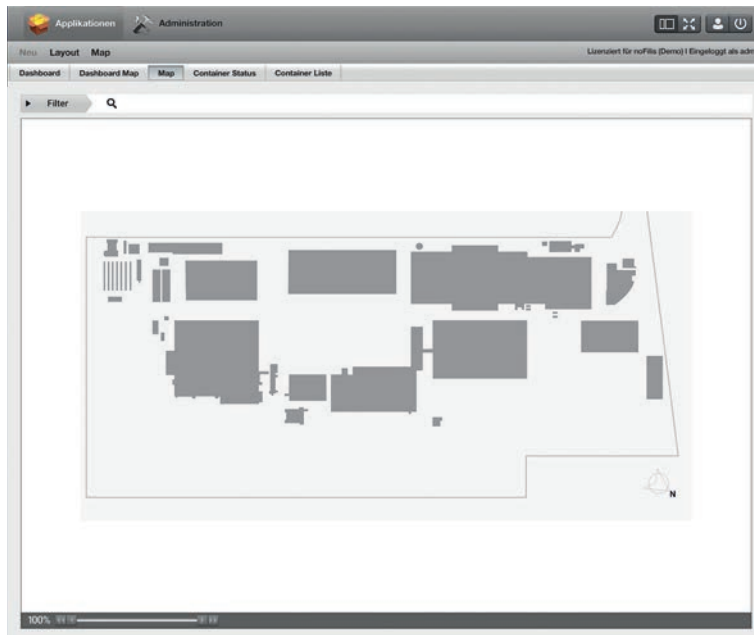 Applikationen Administration
Neu Layout Map
Lizenziert für noFilis (Demo) I Eingeloggt als adm
Dashboard Dashboard Map Map Container Status Container Liste
Filter
N
100%